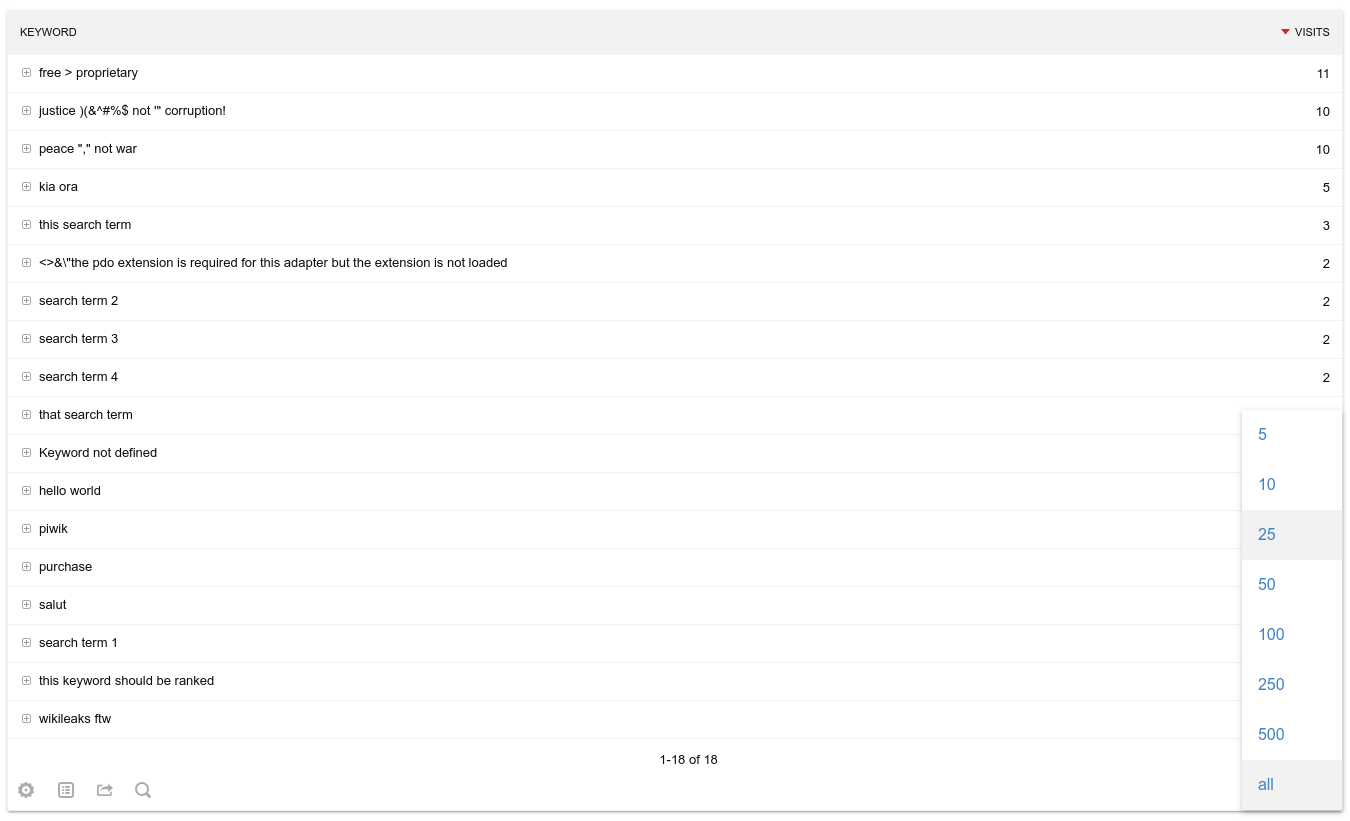 KEYWORD VISITS
free > proprietary 11
justice )(&^#%$ not '" corruption! 10
peace "," not war 10
kia ora 5
this search term 3
<>&\"the pdo extension is required for this adapter but the extension is not loaded 2
search term 2 2
search term 3 2
search term 4 2
that search term
5
Keyword not defined
10
hello world
25
piwik
50
purchase
salut
100
search term 1
this keyword should be ranked
250
wikileaks ftw
500
1-18 of 18
all